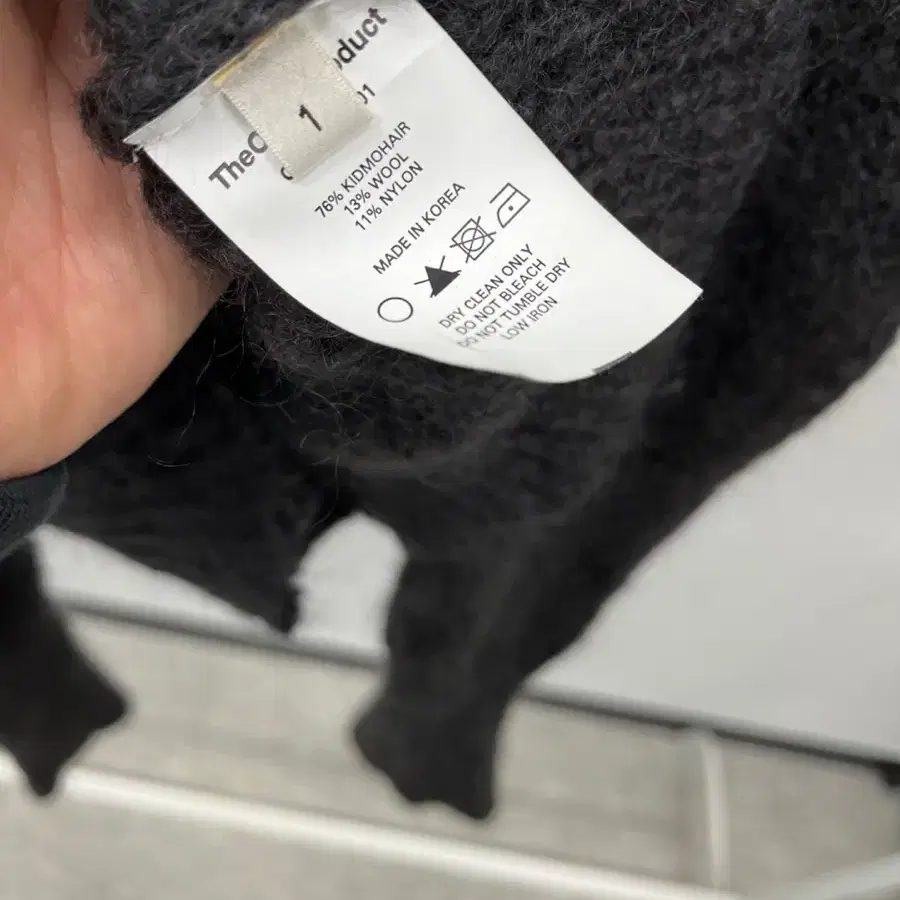 1
76% KIDMOHAIR
13% WOOL
11% NYLON
MADE IN KOREA
DRY CLEAN ONLY
DO NOT BLEACH
DO NOT TUMBLE DRY
LOW IRON